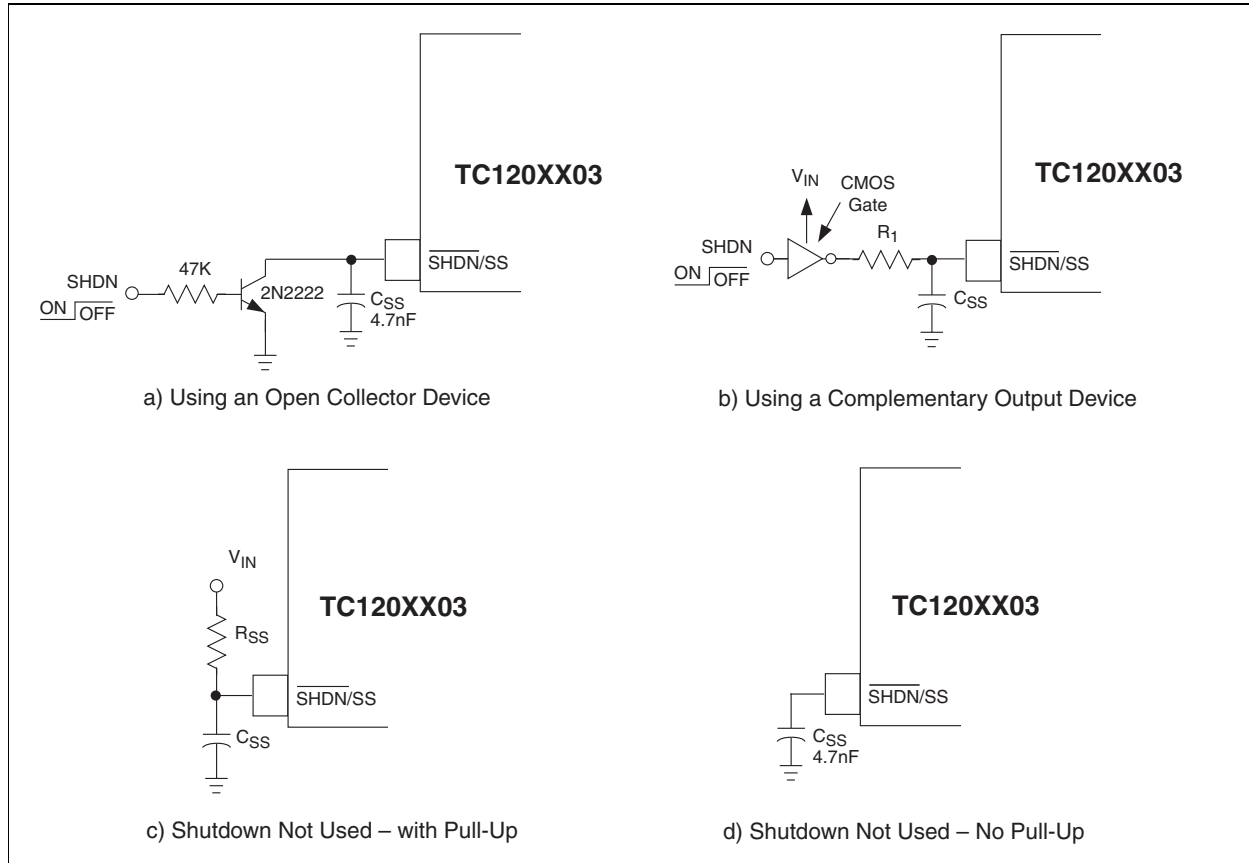 TC120XX03
47K
SHDN
ON OFF
2N2222
CSS
4.7nF
SHDN/SS
a) Using an Open Collector Device
TC120XX03
VIN
CMOS
Gate
SHDN
ON OFF
R1
CSS
SHDN/SS
b) Using a Complementary Output Device
VIN
RSS
TC120XX03
SHDN/SS
CSS
c) Shutdown Not Used – with Pull-Up
TC120XX03
SHDN/SS
CSS
4.7nF
d) Shutdown Not Used – No Pull-Up